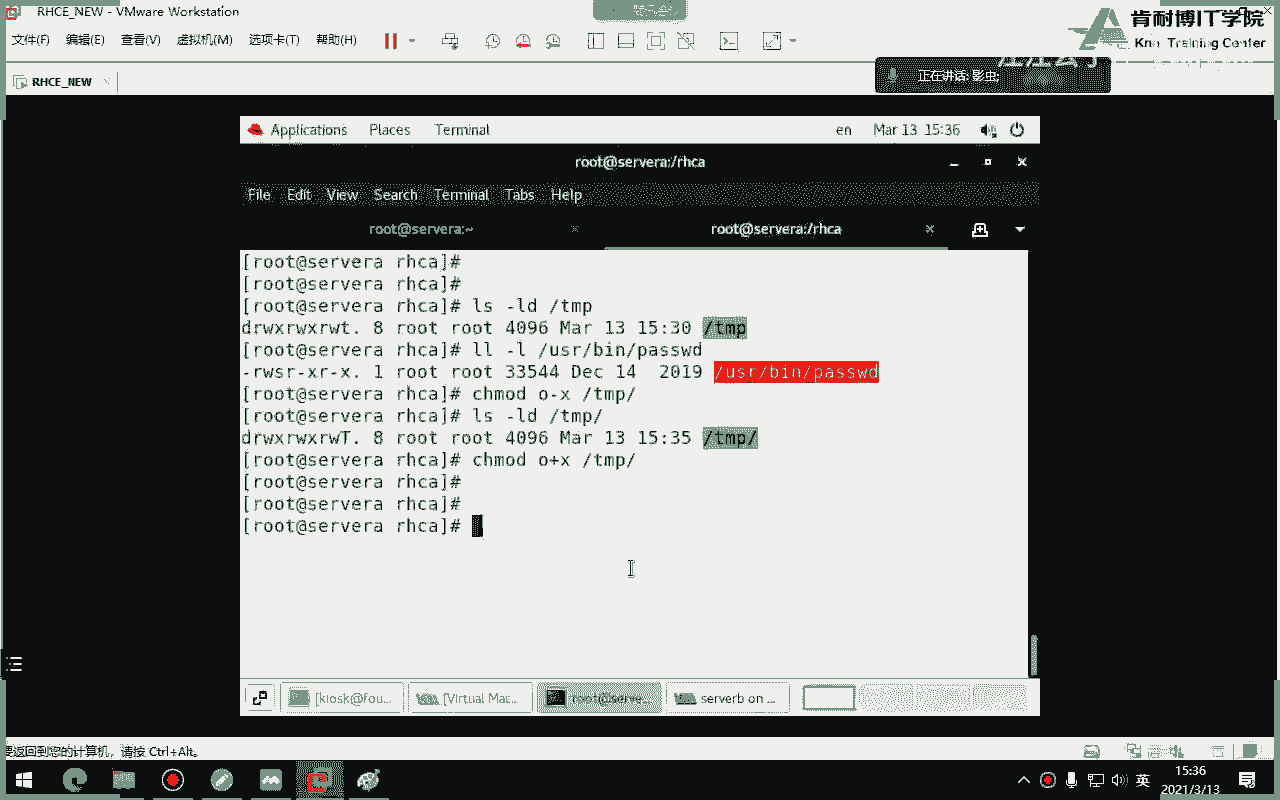 RHCE_NEW - VMware Workstation
文件(F) 编辑(E) 查看(V) 虚拟机(M) 选项卡(T) 帮助(H)
肯耐博IT学院
Training Center
RHCE_NEW
正在讲话: 影虫;
Applications Places Terminal en Mar 13 15:36
root@servera:/rhca
File Edit View Search Terminal Tabs Help
root@servera:~ root@servera:/rhca
[root@servera rhca]#
[root@servera rhca]#
[root@servera rhca]# ls -ld /tmp
drwxrwxrwt. 8 root root 4096 Mar 13 15:30 /tmp
[root@servera rhca]# ll -l /usr/bin/passwd
-rwsr-xr-x. 1 root root 33544 Dec 14 2019 /usr/bin/passwd
[root@servera rhca]# chmod o-x /tmp/
[root@servera rhca]# ls -ld /tmp/
drwxrwxrwT. 8 root root 4096 Mar 13 15:35 /tmp/
[root@servera rhca]# chmod o+x /tmp/
[root@servera rhca]#
[root@servera rhca]#
[root@servera rhca]#
[kiosk@fou... [Virtual Mac... root@serve... serverb on ...
要返回到您的计算机，请按 Ctrl+Alt。
英 15:36
2021/3/13